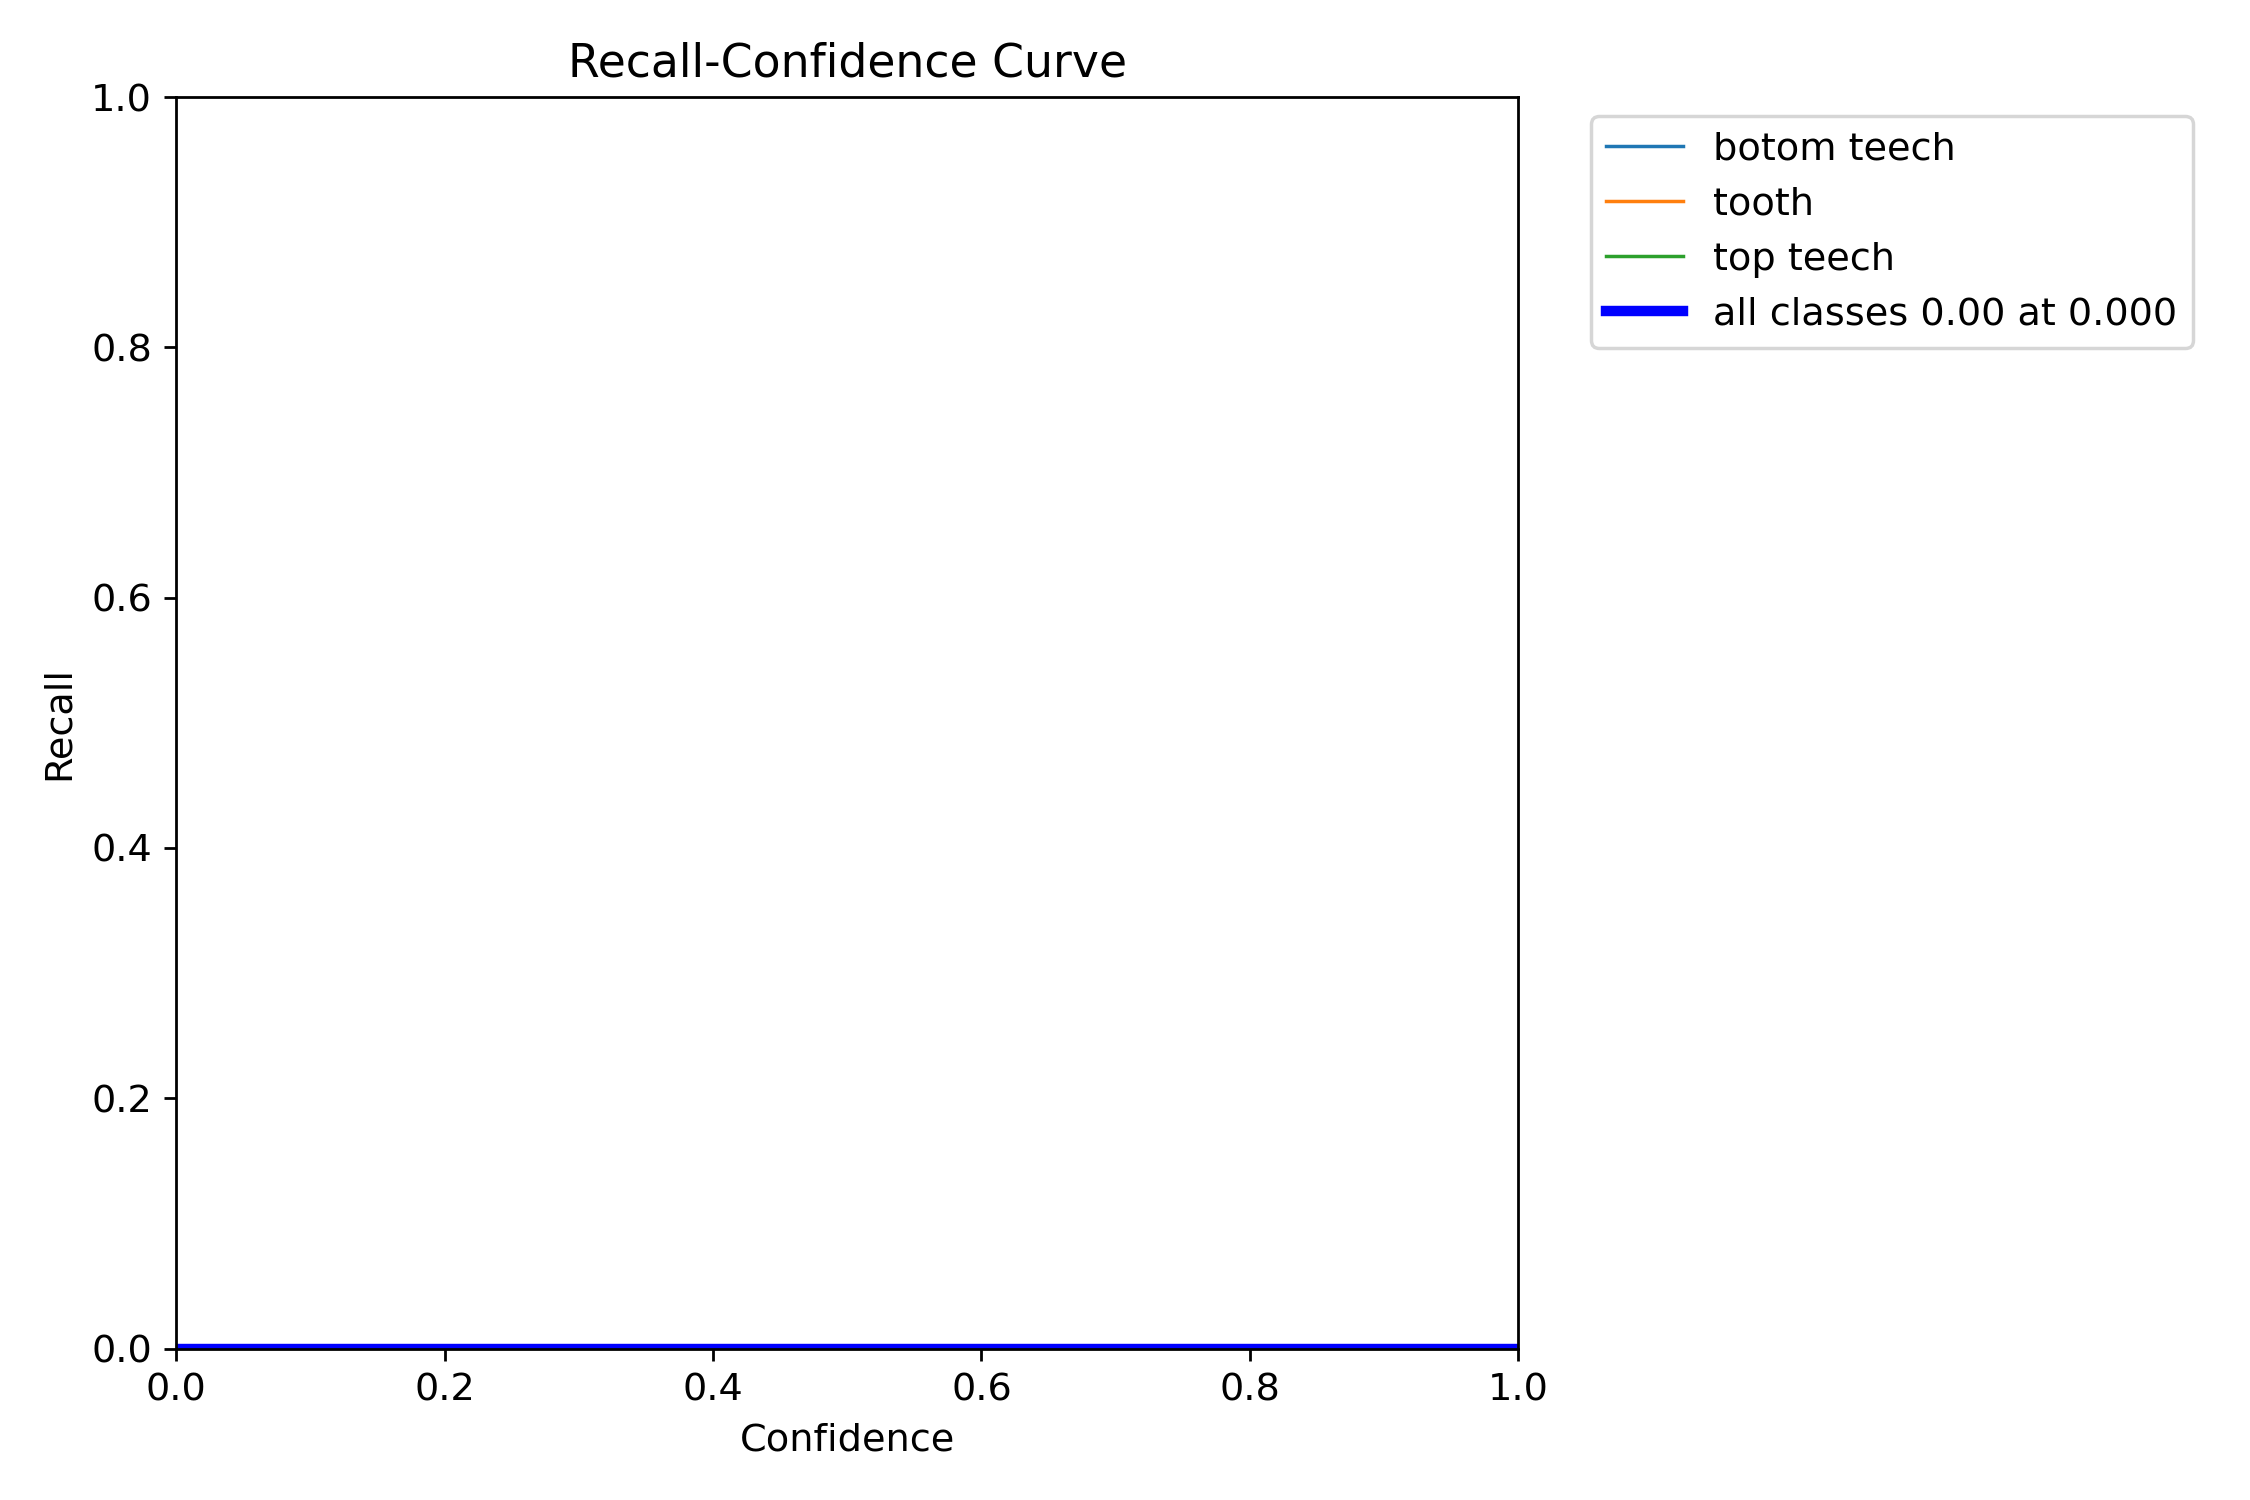 Recall-Confidence Curve
1.0
0.8
0.6
0.4
0.2
0.0
Recall
0.0 0.2 0.4 0.6 0.8 1.0
Confidence
botom teech
tooth
top teech
all classes 0.00 at 0.000